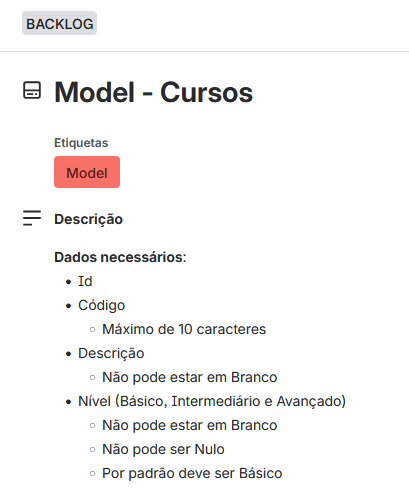 BACKLOG
Model - Cursos
Etiquetas
Model
Descrição
Dados necessários:
Id
Código
Máximo de 10 caracteres
Descrição
Não pode estar em Branco
Nível (Básico, Intermediário e Avançado)
Não pode estar em Branco
Não pode ser Nulo
Por padrão deve ser Básico